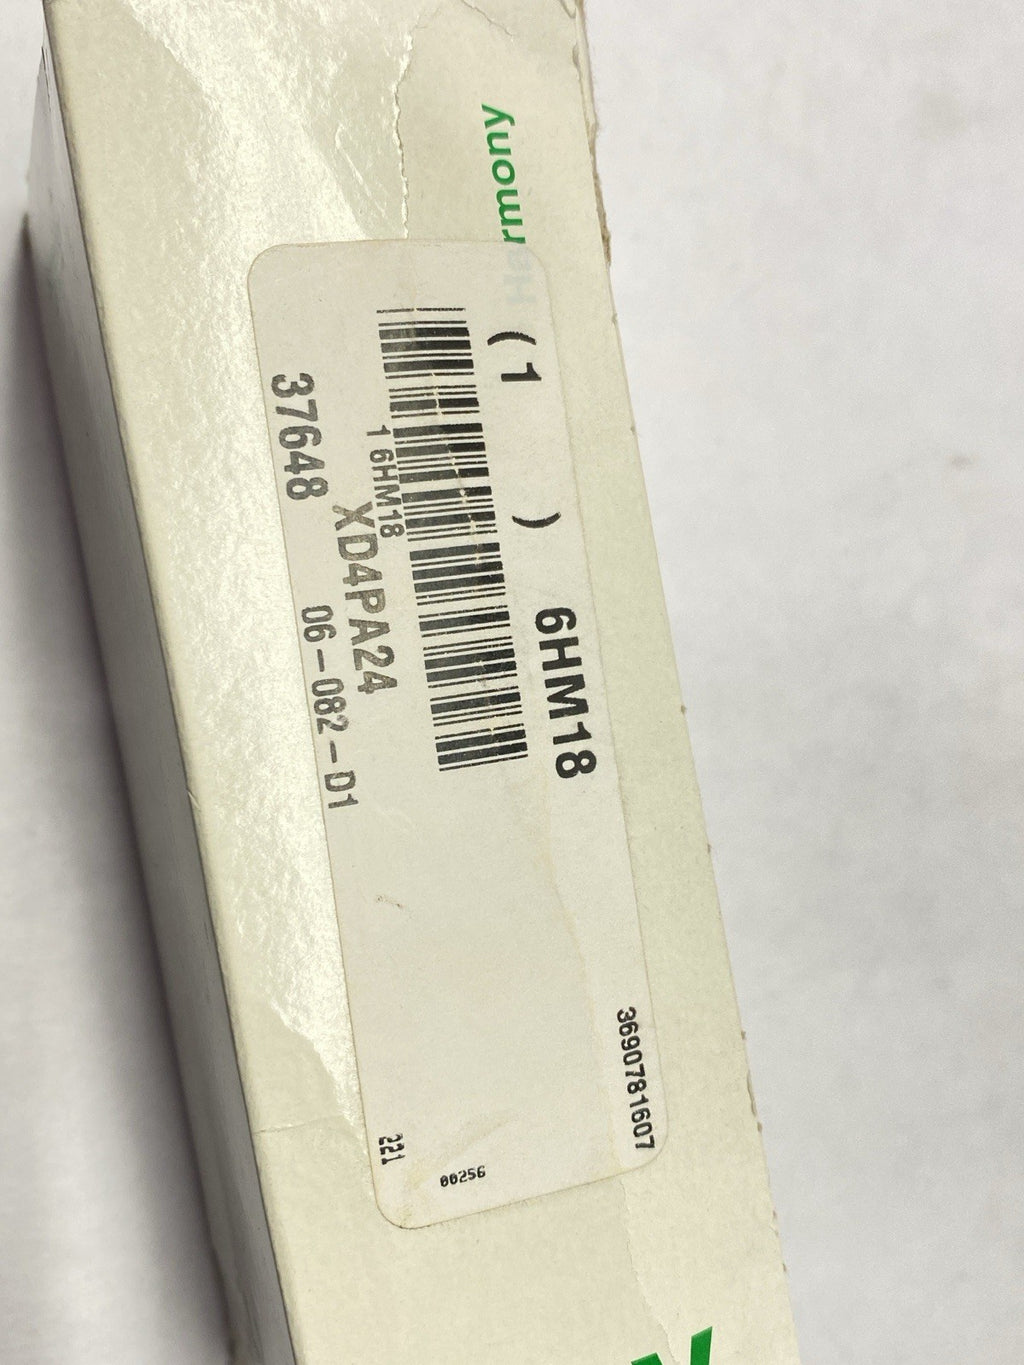 Harmony
( 1 ) 6HM18
1 6HM18
XD4PA24
37648 06-082-D1
3690781607
00256
221